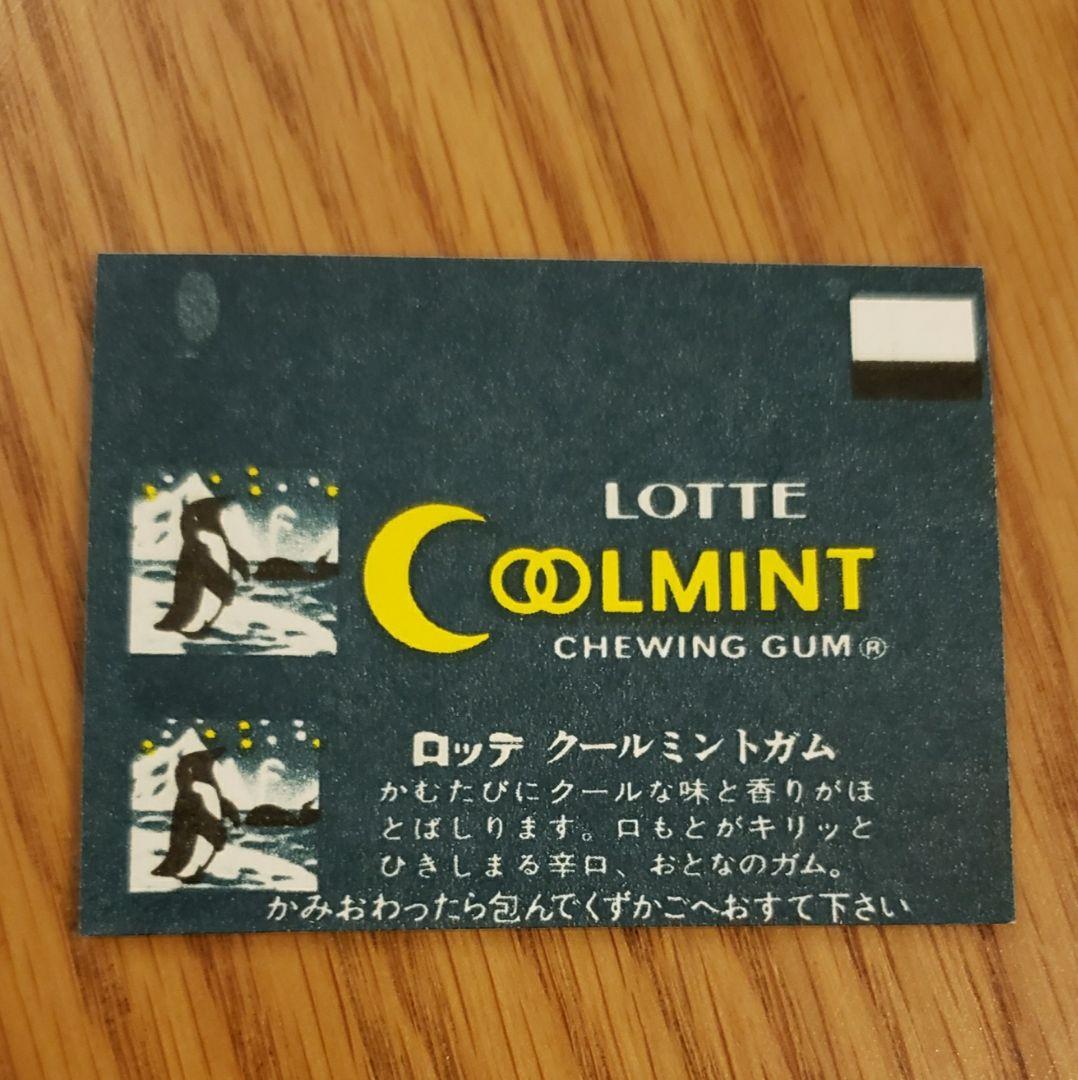 LOTTE
COOLMINT
CHEWING GUM®
ロッテ クールミントガム
かむたびにクールな味と香りがほ
とばしります。口もとがキリッと
ひきしまる辛口、おとなのガム。
かみおわったら包んでくずかごへおすて下さい